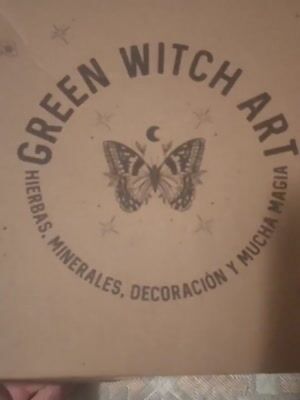 GREEN WITCH ART
HIERBAS, MINERALES, DECORACIÓN Y MUCHA MAGIA